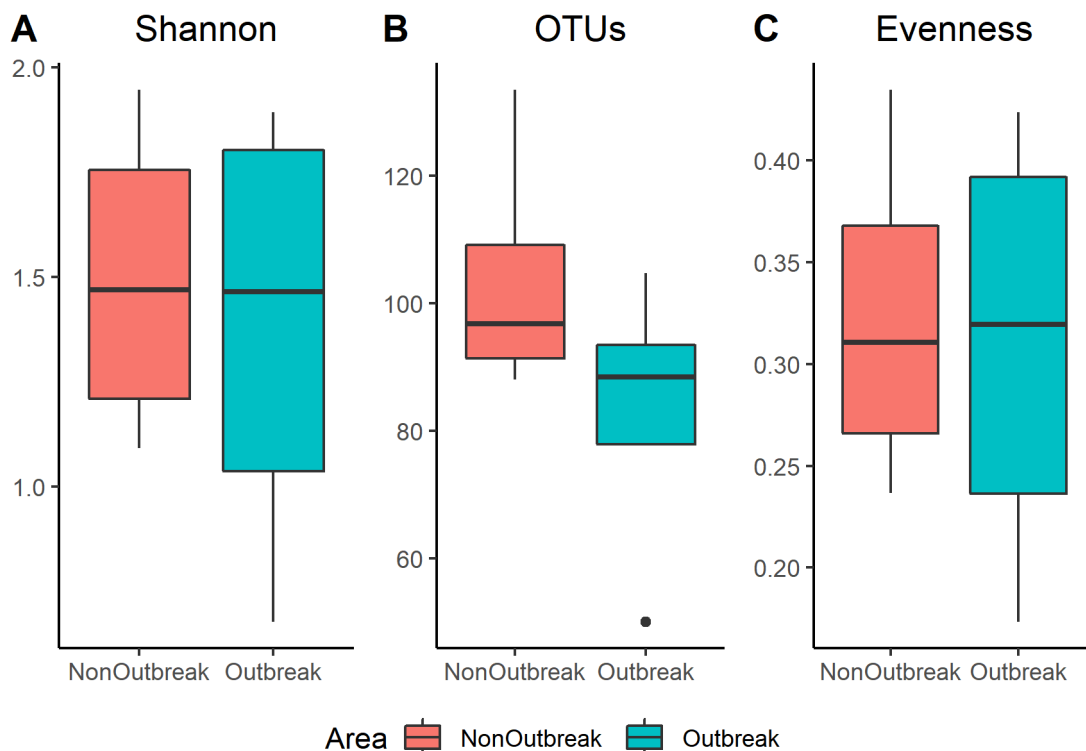 A Shannon
2.0
1.5
1.0
NonOutbreak Outbreak
B OTUs
120
100
80
60
NonOutbreak Outbreak
C Evenness
0.40
0.35
0.30
0.25
0.20
NonOutbreak Outbreak
Area NonOutbreak Outbreak